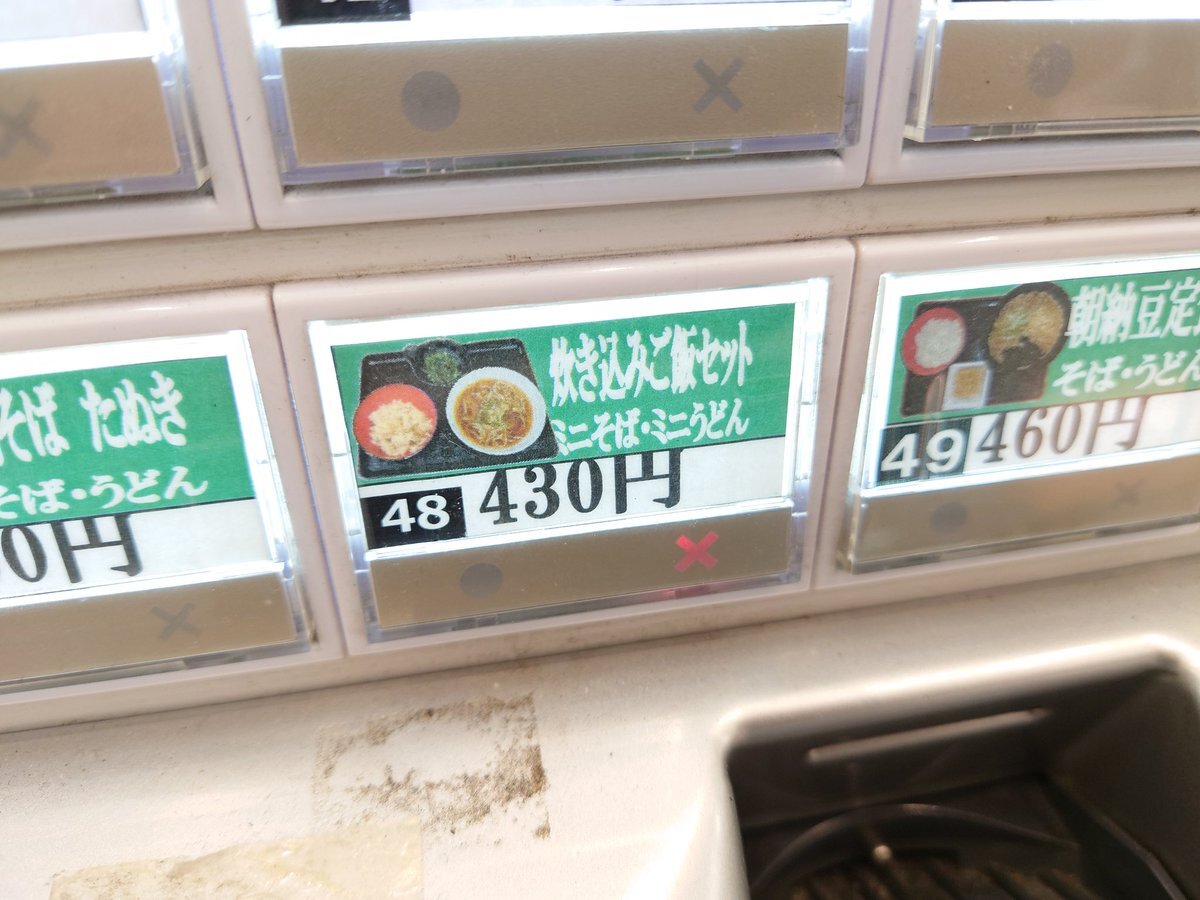 そば たぬき
そば・うどん
0円
炊き込みご飯セット
ミニそば・ミニうどん
48 430円
朝納豆定
そば・うどん
49 460円